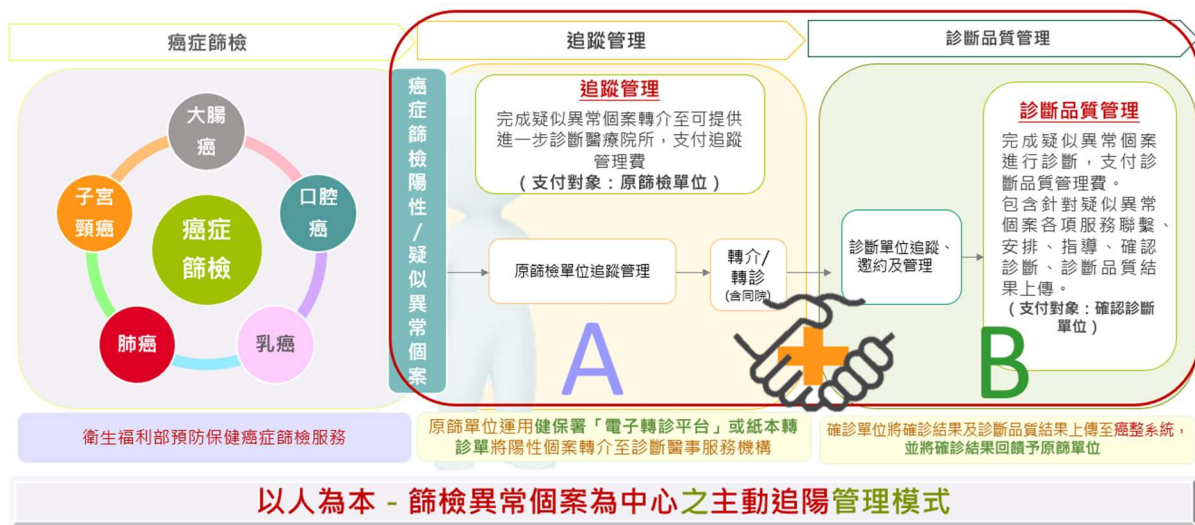 癌症篩檢
追蹤管理
診斷品質管理
大腸
癌
子宮
頸癌
口腔
癌
癌症
篩檢
肺癌
乳癌
癌症篩檢陽性/疑似異常個案
追蹤管理
完成疑似異常個案轉介至可提供
進一步診斷醫療院所，支付追蹤
管理費
（支付對象：原篩檢單位）
原篩檢單位追蹤管理
轉介/
轉診
(含同院)
A
診斷單位追蹤、
邀約及管理
診斷品質管理
完成疑似異常個案
進行診斷，支付診
斷品質管理費。
包含針對疑似異常
個案各項服務聯繫、
安排、指導、確認
診斷、診斷品質結
果上傳。
（支付對象：確認診斷
單位）
B
衛生福利部預防保健癌症篩檢服務
原篩單位運用健保署「電子轉診平台」或紙本轉
診單將陽性個案轉介至診斷醫事服務機構
確診單位將確診結果及診斷品質結果上傳至癌整系統，
並將確診結果回饋予原篩單位
以人為本 - 篩檢異常個案為中心之主動追陽管理模式